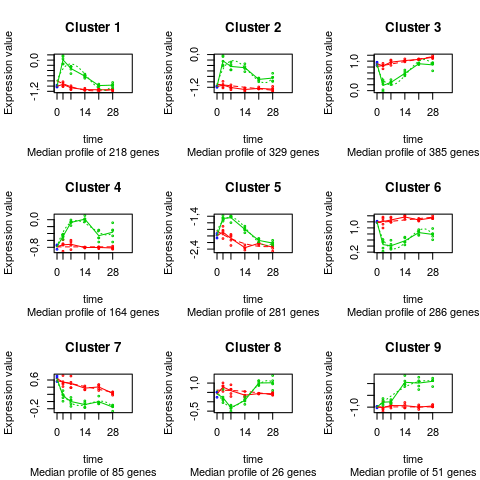 Cluster 1
Expression value
0.0
-1.2
0 14 28
time
Median profile of 218 genes
Cluster 2
Expression value
0.0
-1.2
0 14 28
time
Median profile of 329 genes
Cluster 3
Expression value
1.0
0.0
0 14 28
time
Median profile of 385 genes
Cluster 4
Expression value
0.0
-0.8
0 14 28
time
Median profile of 164 genes
Cluster 5
Expression value
-1.4
-2.4
0 14 28
time
Median profile of 281 genes
Cluster 6
Expression value
1.0
0.2
0 14 28
time
Median profile of 286 genes
Cluster 7
Expression value
0.6
-0.2
0 14 28
time
Median profile of 85 genes
Cluster 8
Expression value
1.0
-0.5
0 14 28
time
Median profile of 26 genes
Cluster 9
Expression value
-1.0
0 14 28
time
Median profile of 51 genes